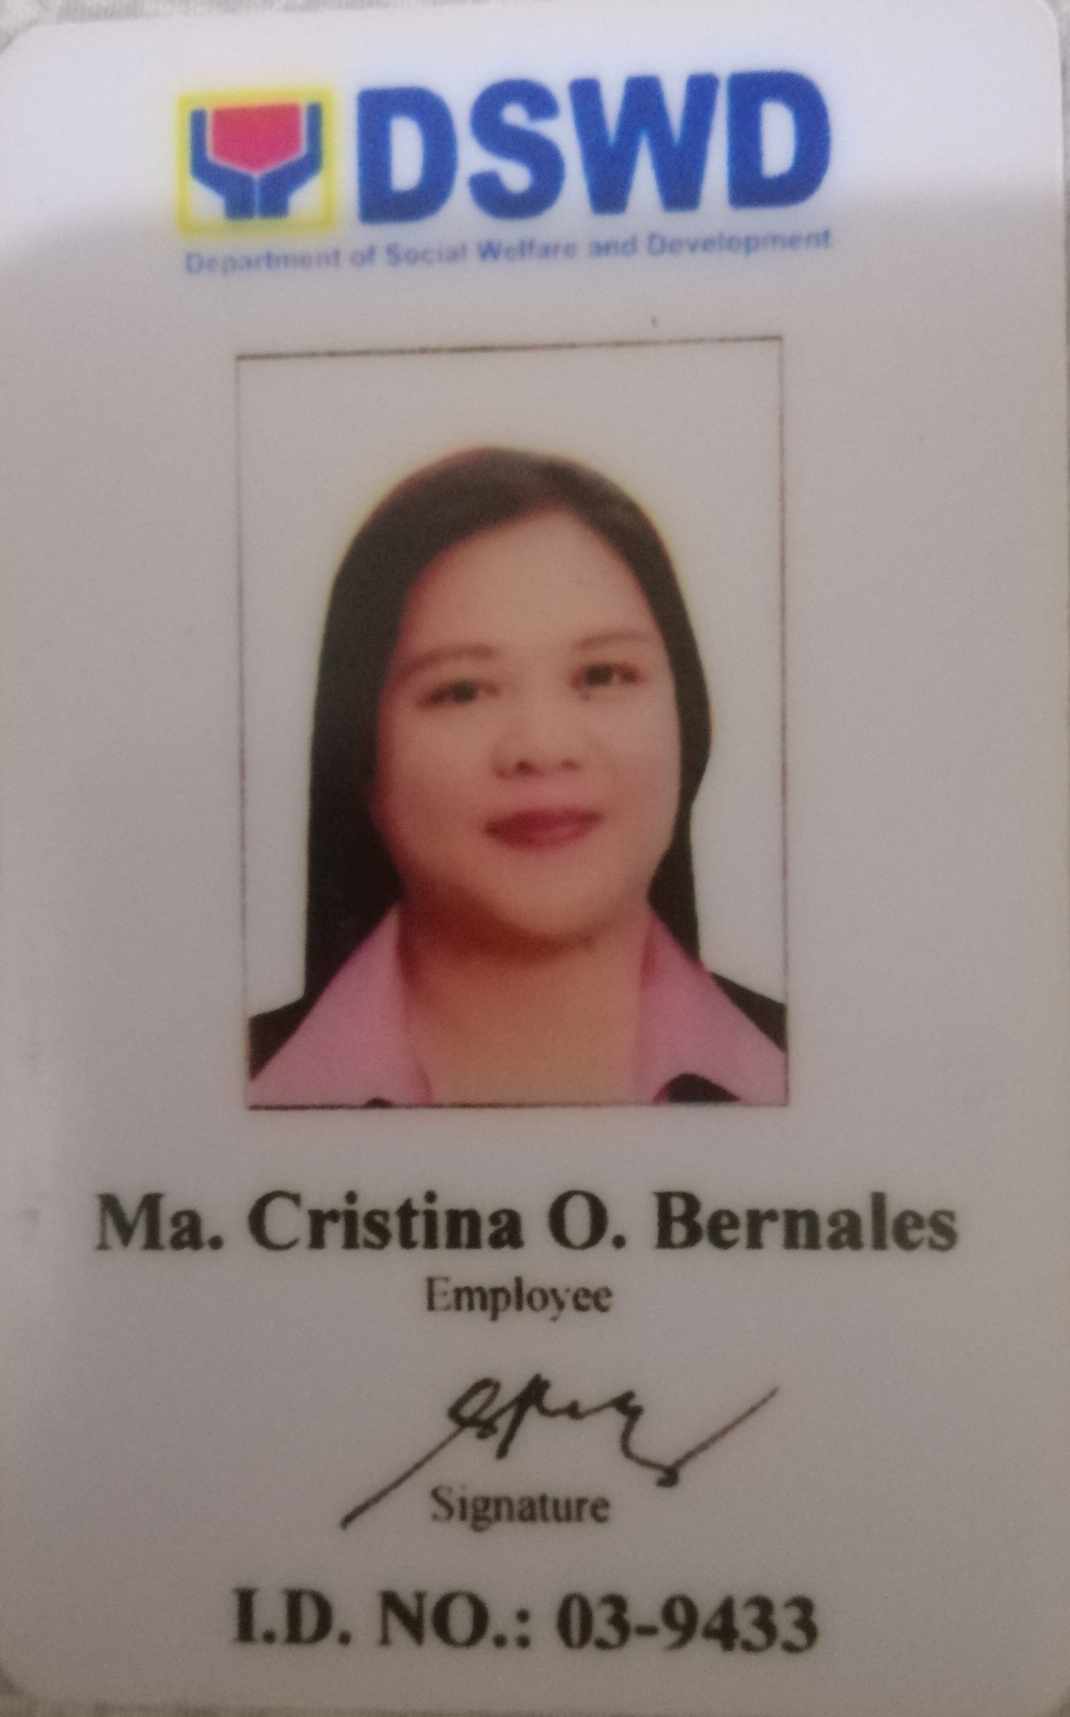 DSWD
Department of Social Welfare and Development
Ma. Cristina O. Bernales
Employee
Signature
I.D. NO.: 03-9433